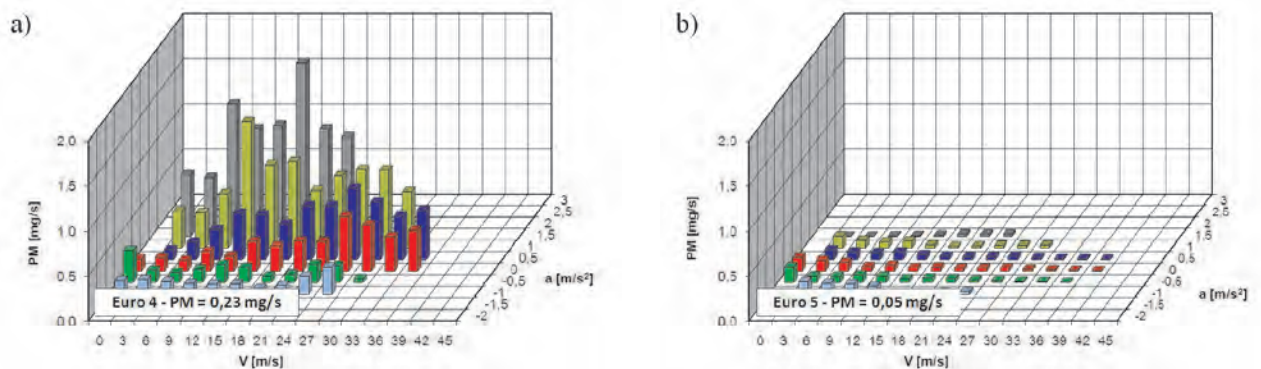 a)
PM [mg/s]
2.0
1.5
1.0
0.5
0.0
Euro 4 - PM = 0,23 mg/s
0 3 6 9 12 15 18 21 24 27 30 33 36 39 42 45
V [m/s]
3
2,5
2
1,5
1
0,5
0
-0,5
-1
-1,5
-2
a [m/s²]
b)
PM [mg/s]
2.0
1.5
1.0
0.5
0.0
Euro 5 - PM = 0,05 mg/s
0 3 6 9 12 15 18 21 24 27 30 33 36 39 42 45
V [m/s]
3
2,5
2
1,5
1
0,5
0
-0,5
-1
-1,5
-2
a [m/s²]